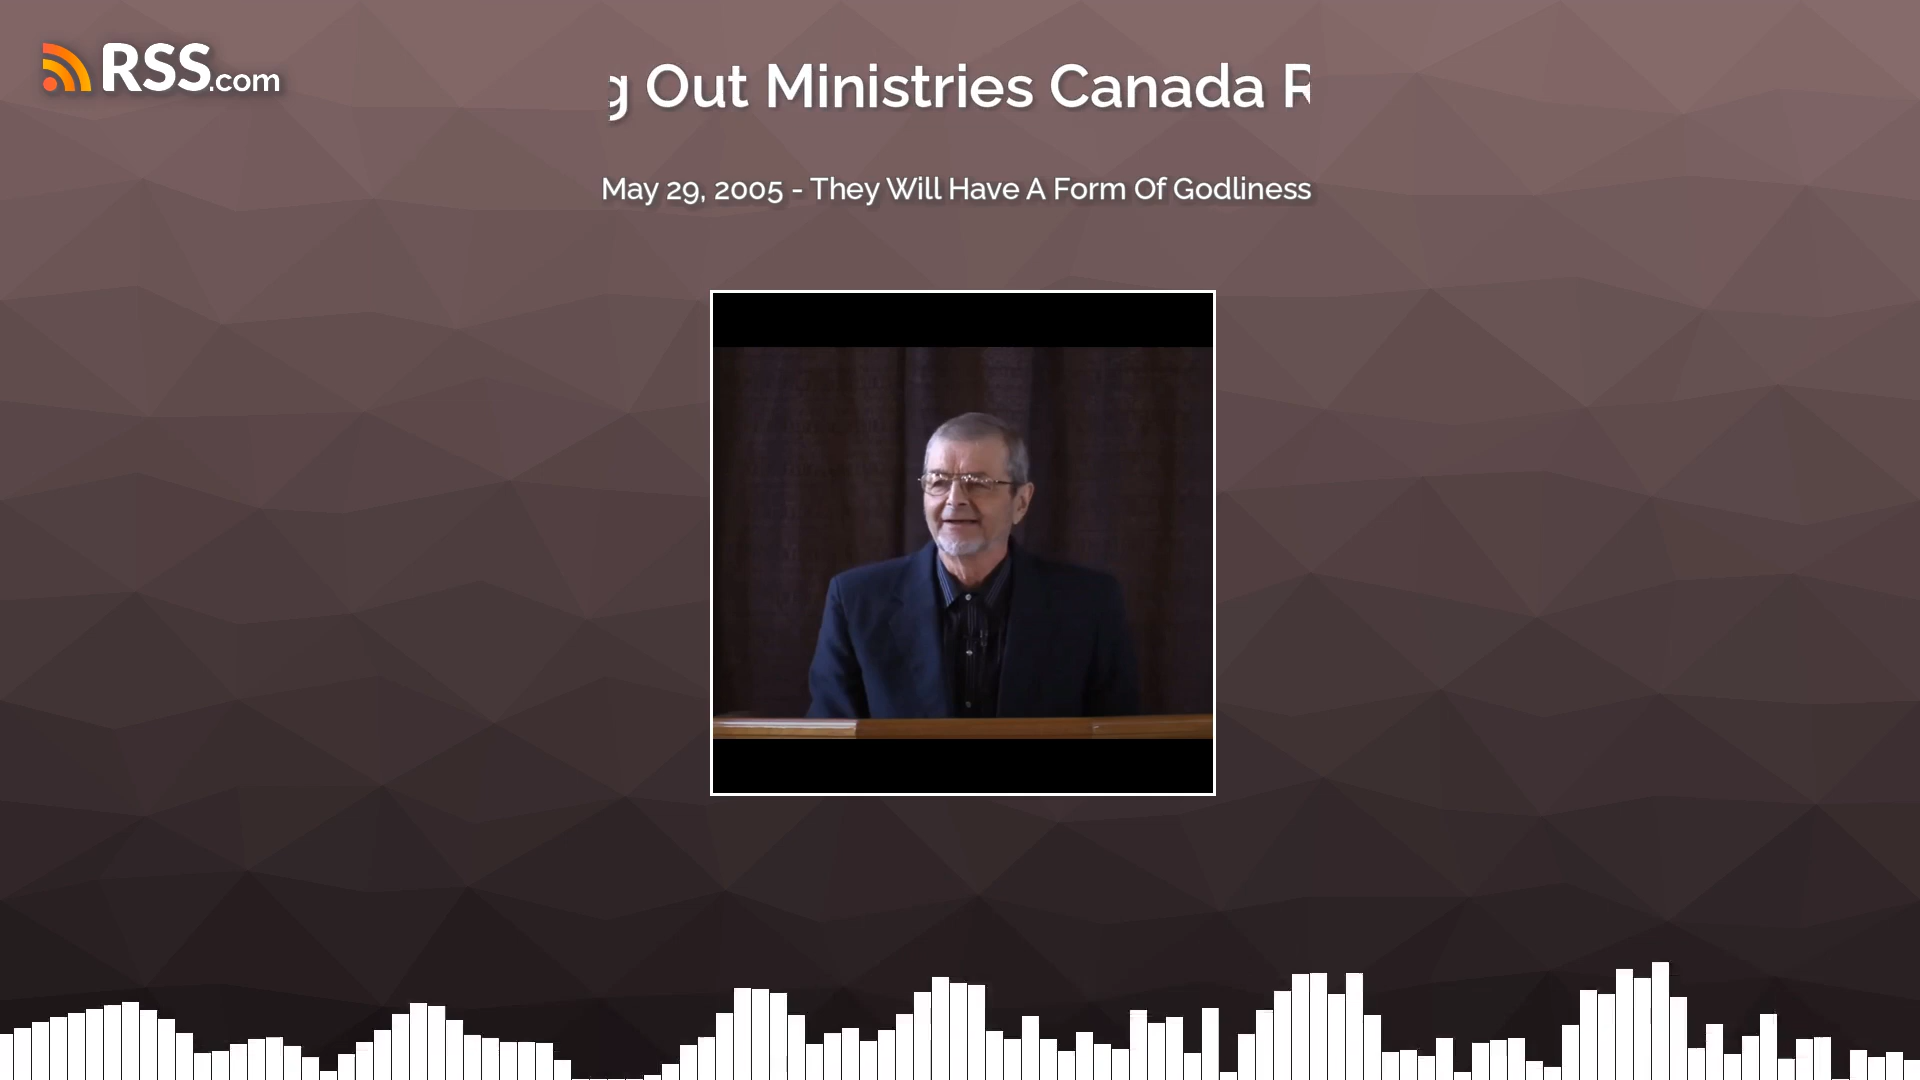 RSS.com
g Out Ministries Canada R
May 29, 2005 - They Will Have A Form Of Godliness